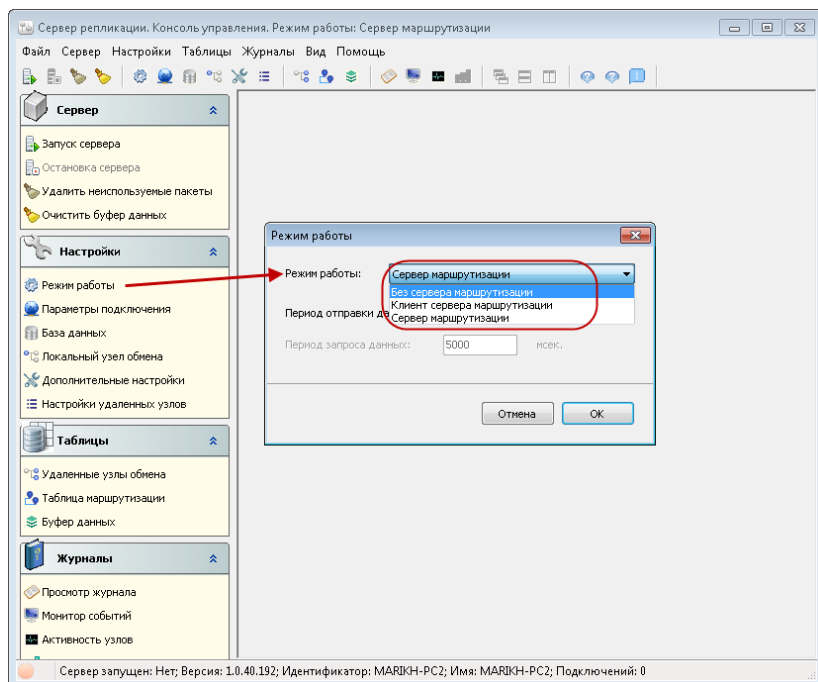 Сервер репликации. Консоль управления. Режим работы: Сервер маршрутизации
Файл Сервер Настройки Таблицы Журналы Вид Помощь
Сервер
Запуск сервера
Остановка сервера
Удалить неиспользуемые пакеты
Очистить буфер данных
Настройки
Режим работы
Параметры подключения
База данных
Локальный узел обмена
Дополнительные настройки
Настройки удаленных узлов
Таблицы
Удаленные узлы обмена
Таблица маршрутизации
Буфер данных
Журналы
Просмотр журнала
Монитор событий
Активность узлов
Режим работы
Режим работы: Сервер маршрутизации
Без сервера маршрутизации
Клиент сервера маршрутизации
Сервер маршрутизации
Период отправки да
Период запроса данных: 5000 мсек.
Отмена OK
Сервер запущен: Нет; Версия: 1.0.40.192; Идентификатор: MARIKH-PC2; Имя: MARIKH-PC2; Подключений: 0